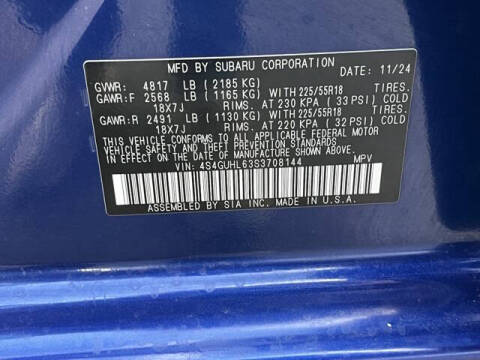 MFD BY SUBARU CORPORATION
DATE: 11/24
GVWR: 4817 LB (2185 KG)
GAWR:F 2568 LB (1165 KG) WITH 225/55R18 TIRES.
18X7J RIMS. AT 230 KPA ( 33 PSI) COLD
GAWR:R 2491 LB (1130 KG) WITH 225/55R18 TIRES.
18X7J RIMS. AT 220 KPA ( 32 PSI) COLD
THIS VEHICLE CONFORMS TO ALL APPLICABLE FEDERAL MOTOR
VEHICLE SAFETY STANDARDS IN EFFECT ON THE
DATE OF MANUFACTURE SHOWN ABOVE.
VIN: 4S4GUHL63S3708144 MPV
ASSEMBLED BY SIA INC. MADE IN U.S.A.